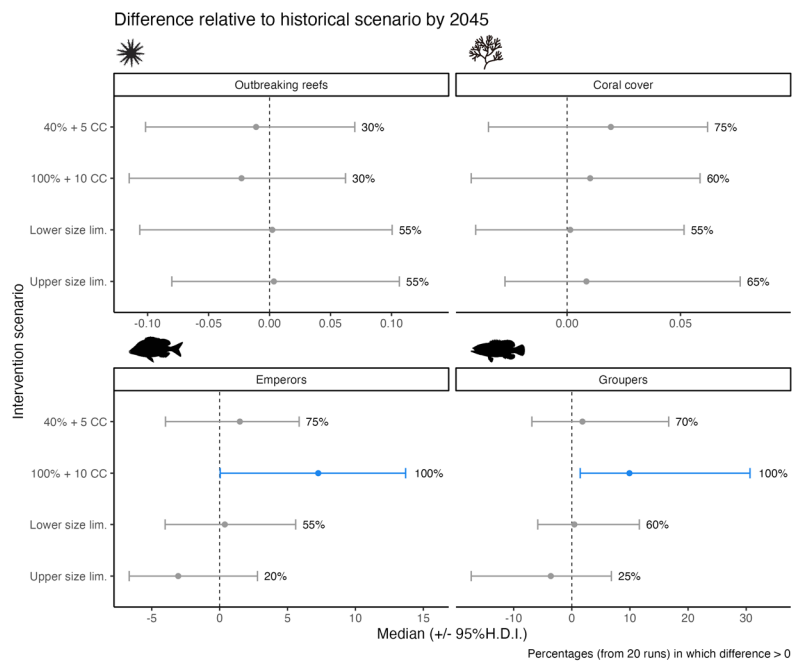 Difference relative to historical scenario by 2045
Outbreaking reefs
Coral cover
40% + 5 CC
30%
75%
100% + 10 CC
30%
60%
Lower size lim.
55%
55%
Upper size lim.
55%
65%
-0.10 -0.05 0.00 0.05 0.10
0.00 0.05
Intervention scenario
Emperors
Groupers
40% + 5 CC
75%
70%
100% + 10 CC
100%
100%
Lower size lim.
55%
60%
Upper size lim.
20%
25%
-5 0 5 10 15
-10 0 10 20 30
Median (+/- 95%H.D.I.)
Percentages (from 20 runs) in which difference > 0